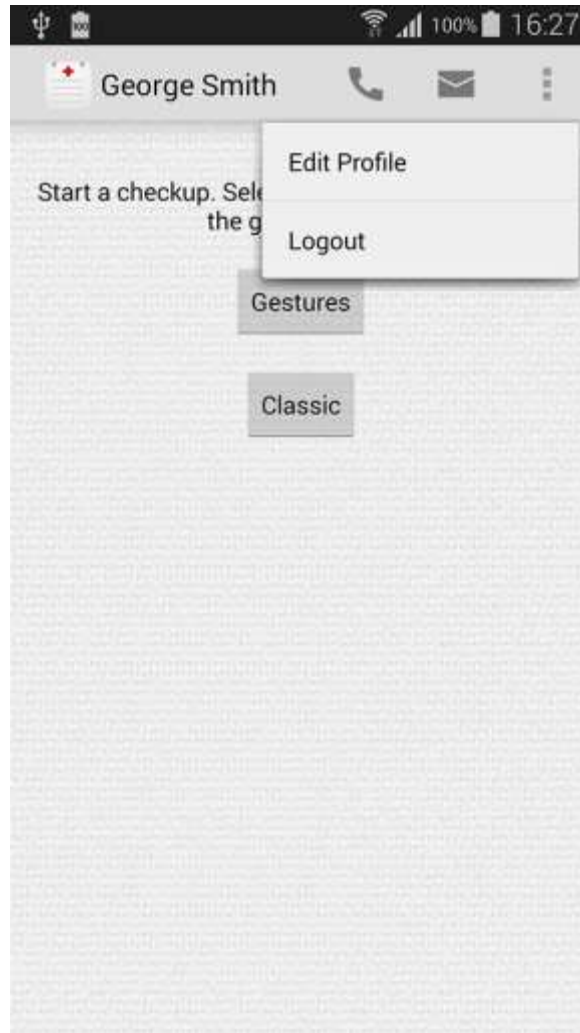 100% 16:27
George Smith
Edit Profile
Start a checkup. Sele
the g
Logout
Gestures
Classic